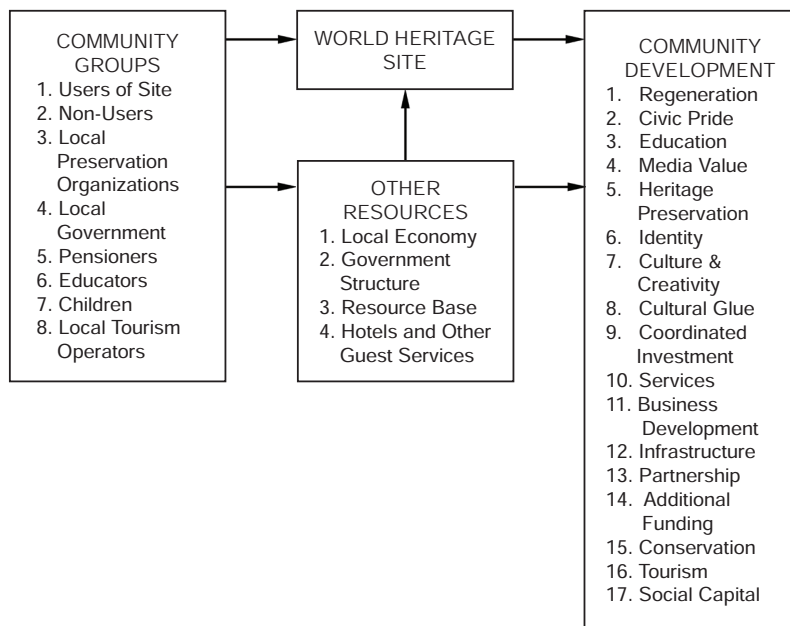 COMMUNITY
GROUPS
1. Users of Site
2. Non-Users
3. Local
Preservation
Organizations
4. Local
Government
5. Pensioners
6. Educators
7. Children
8. Local Tourism
Operators
WORLD HERITAGE
SITE
OTHER
RESOURCES
1. Local Economy
2. Government
Structure
3. Resource Base
4. Hotels and Other
Guest Services
COMMUNITY
DEVELOPMENT
1. Regeneration
2. Civic Pride
3. Education
4. Media Value
5. Heritage
Preservation
6. Identity
7. Culture &
Creativity
8. Cultural Glue
9. Coordinated
Investment
10. Services
11. Business
Development
12. Infrastructure
13. Partnership
14. Additional
Funding
15. Conservation
16. Tourism
17. Social Capital